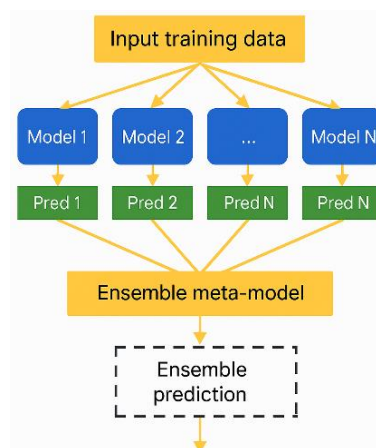 Input training data
Model 1
Model 2
...
Model N
Pred 1
Pred 2
Pred N
Pred N
Ensemble meta-model
Ensemble
prediction